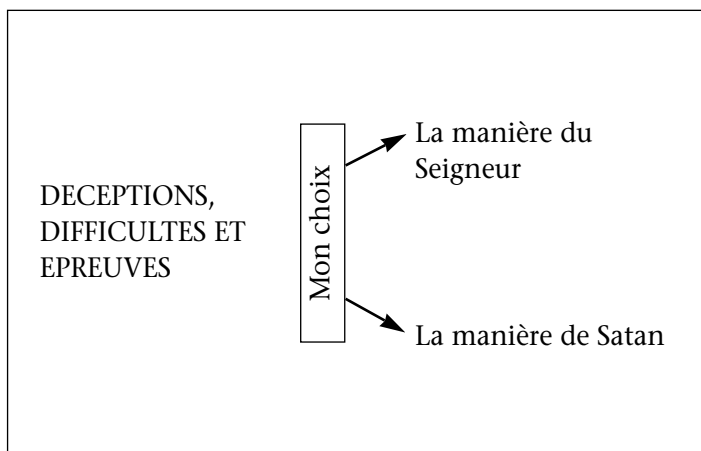 DECEPTIONS,
DIFFICULTES ET
EPREUVES
Mon choix
La manière du
Seigneur
La manière de Satan